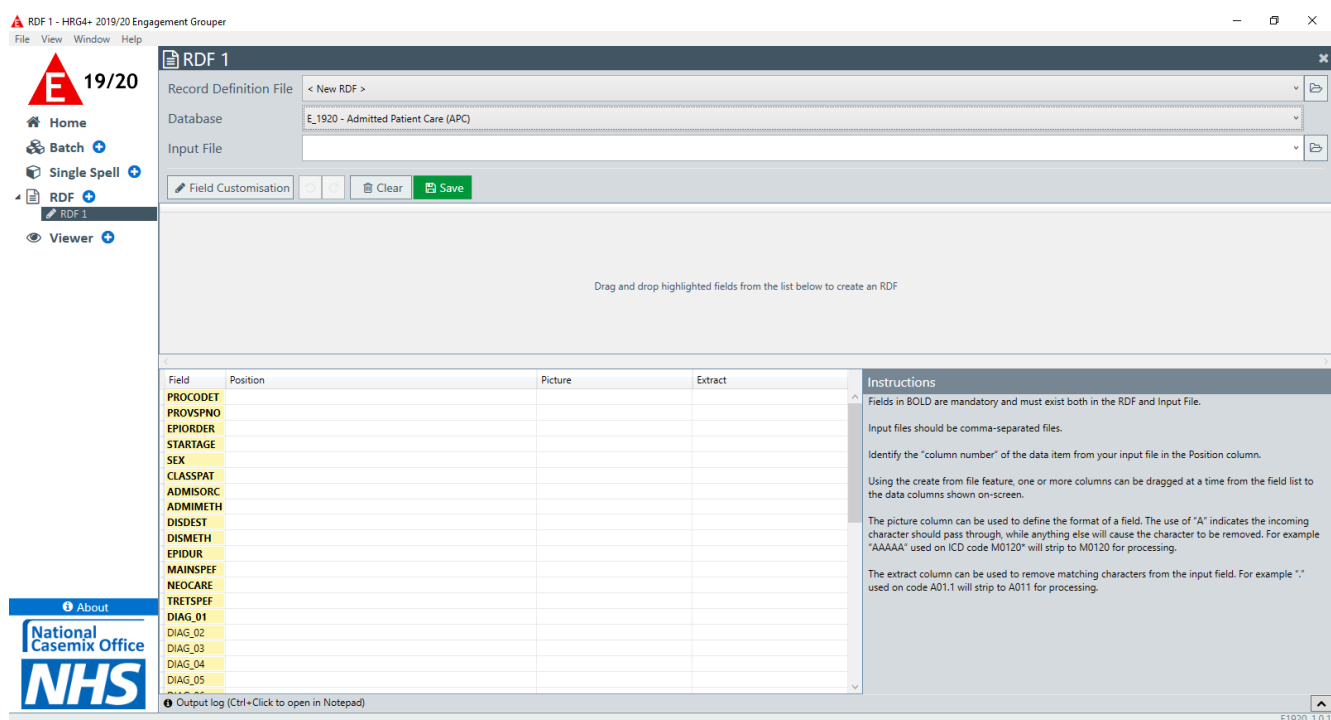 RDF 1 - HRG4+ 2019/20 Engagement Grouper
File View Window Help
E 19/20
Home
Batch
Single Spell
RDF
RDF 1
Viewer
About
National
Casemix Office
NHS
RDF 1
Record Definition File < New RDF >
Database E_1920 - Admitted Patient Care (APC)
Input File
Field Customisation Clear Save
Drag and drop highlighted fields from the list below to create an RDF
Field Position Picture Extract
PROCODET
PROVSPNO
EPIORDER
STARTAGE
SEX
CLASSPAT
ADMISORC
ADMIMETH
DISDEST
DISMETH
EPIDUR
MAINSPEF
NEOCARE
TRETSPEF
DIAG_01
DIAG_02
DIAG_03
DIAG_04
DIAG_05
Instructions
Fields in BOLD are mandatory and must exist both in the RDF and Input File.
Input files should be comma-separated files.
Identify the "column number" of the data item from your input file in the Position column.
Using the create from file feature, one or more columns can be dragged at a time from the field list to
the data columns shown on-screen.
The picture column can be used to define the format of a field. The use of "A" indicates the incoming
character should pass through, while anything else will cause the character to be removed. For example
"AAAAA" used on ICD code M0120* will strip to M0120 for processing.
The extract column can be used to remove matching characters from the input field. For example "."
used on code A01.1 will strip to A011 for processing.
Output log (Ctrl+Click to open in Notepad)